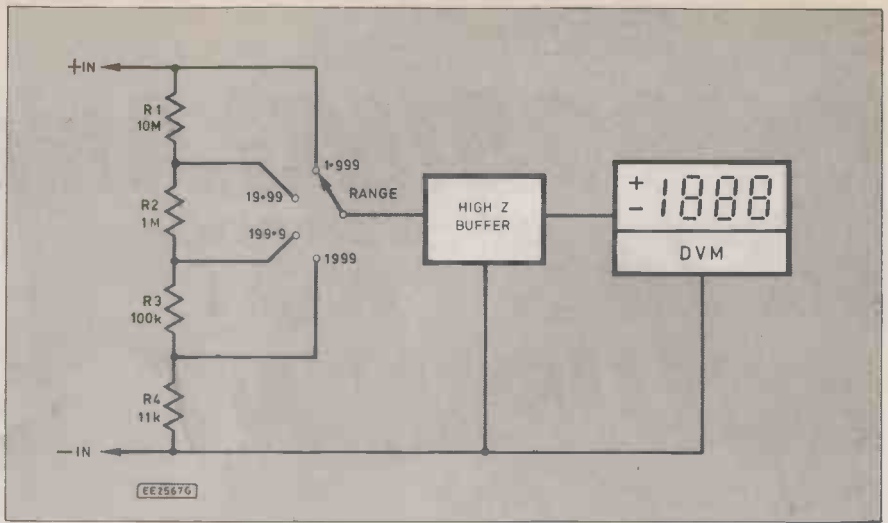 +IN
R1
10M
1•999
19•99
RANGE
R2
1M
199•9
1999
R3
100k
R4
11k
-IN
HIGH Z
BUFFER
+
-1888
DVM
EE2567G